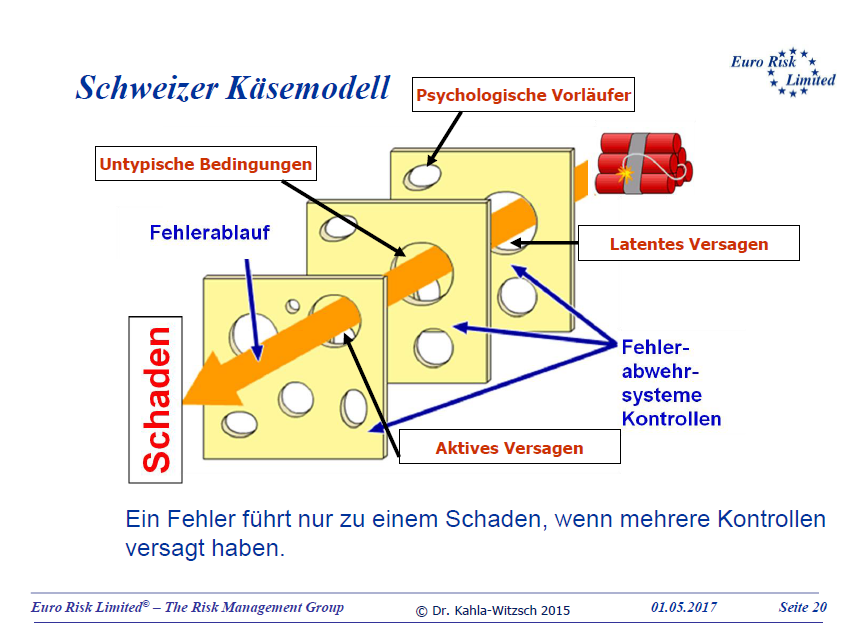 Schweizer Käsemodell
Euro Risk
Limited
Psychologische Vorläufer
Untypische Bedingungen
Fehlerablauf
Latentes Versagen
Schaden
Fehler-
abwehr-
systeme
Kontrollen
Aktives Versagen
Ein Fehler führt nur zu einem Schaden, wenn mehrere Kontrollen
versagt haben.
Euro Risk Limited© – The Risk Management Group © Dr. Kahla-Witzsch 2015 01.05.2017 Seite 20